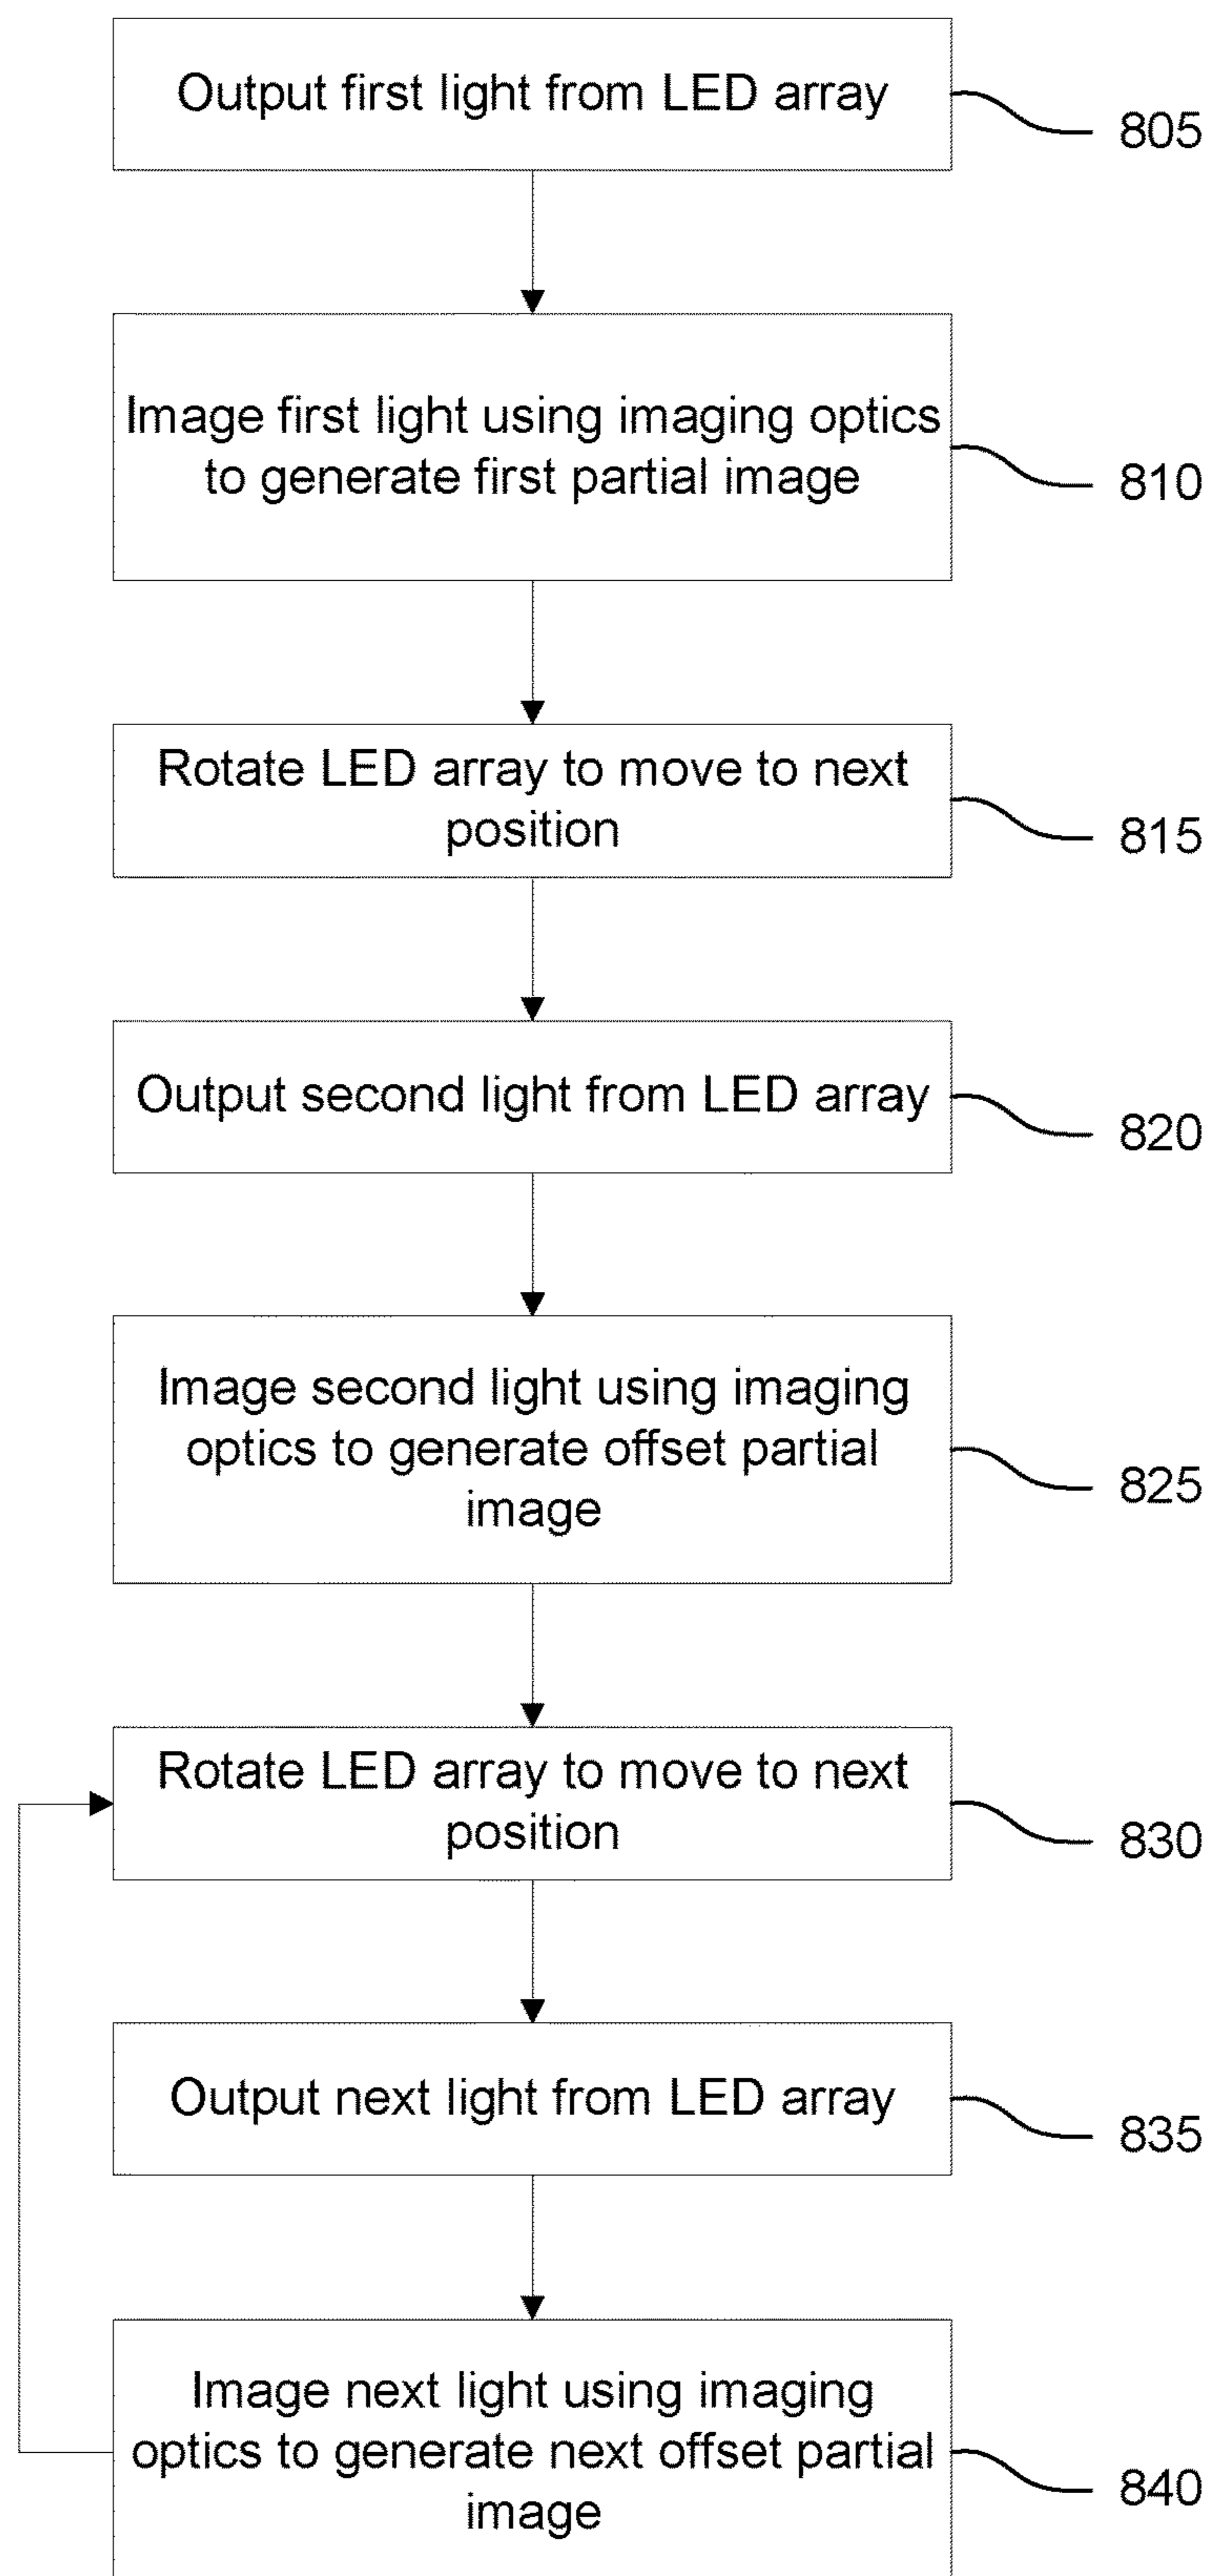 Output first light from LED array
805
Image first light using imaging optics
to generate first partial image
810
Rotate LED array to move to next
position
815
Output second light from LED array
820
Image second light using imaging
optics to generate offset partial
image
825
Rotate LED array to move to next
position
830
Output next light from LED array
835
Image next light using imaging
optics to generate next offset partial
image
840